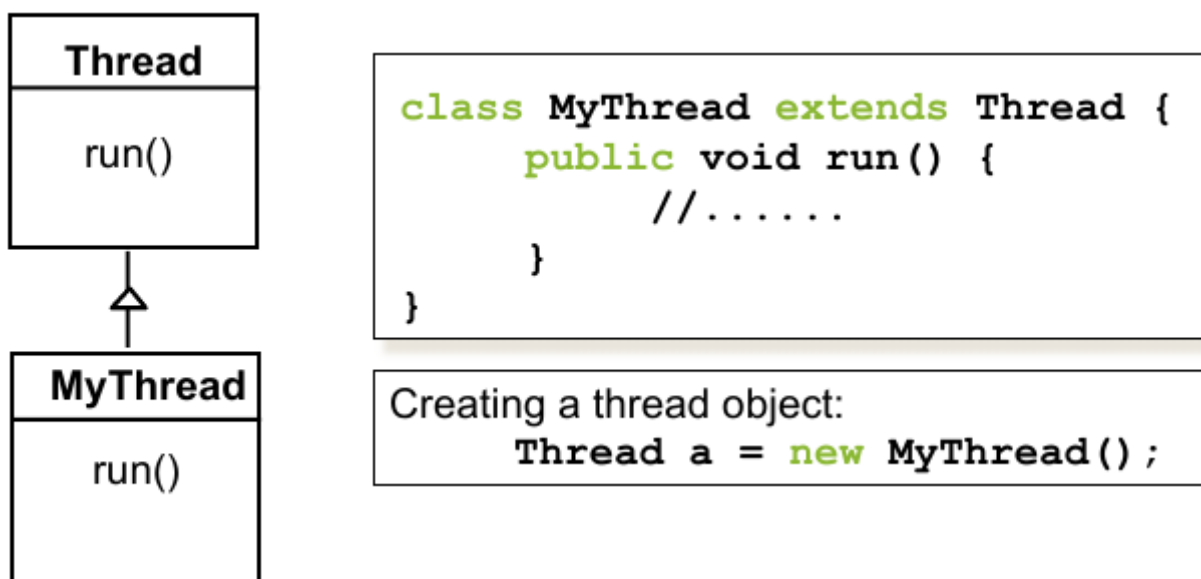 Thread
run()
MyThread
run()
class MyThread extends Thread {
public void run() {
//......
}
}
Creating a thread object:
Thread a = new MyThread();